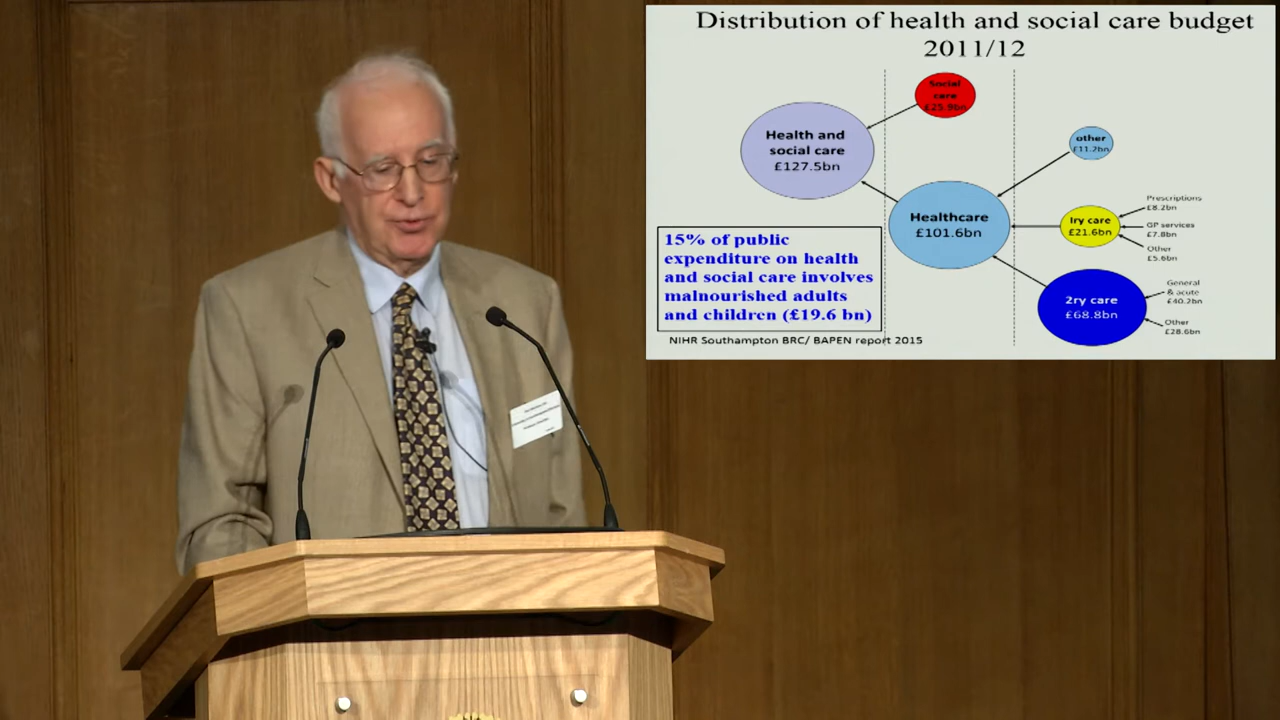 Distribution of health and social care budget
2011/12
Social
care
£25.9bn
Health and
social care
£127.5bn
other
£11.2bn
Healthcare
£101.6bn
Iry care
£21.6bn
Prescriptions
£8.2bn
GP services
£7.8bn
Other
£5.6bn
2ry care
£68.8bn
General
& acute
£40.2bn
Other
£28.6bn
15% of public
expenditure on health
and social care involves
malnourished adults
and children (£19.6 bn)
NIHR Southampton BRC/ BAPEN report 2015